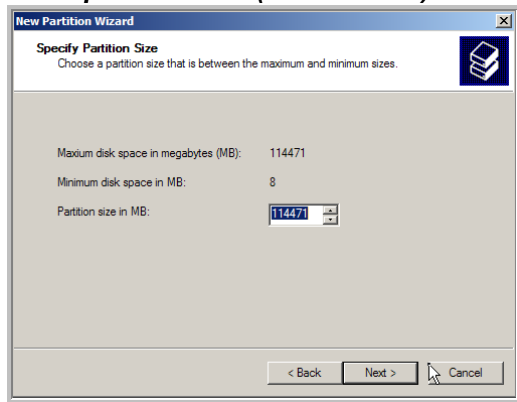 New Partition Wizard
Specify Partition Size
Choose a partition size that is between the maximum and minimum sizes.
Maxium disk space in megabytes (MB): 114471
Minimum disk space in MB: 8
Partition size in MB: 114471
< Back Next > Cancel